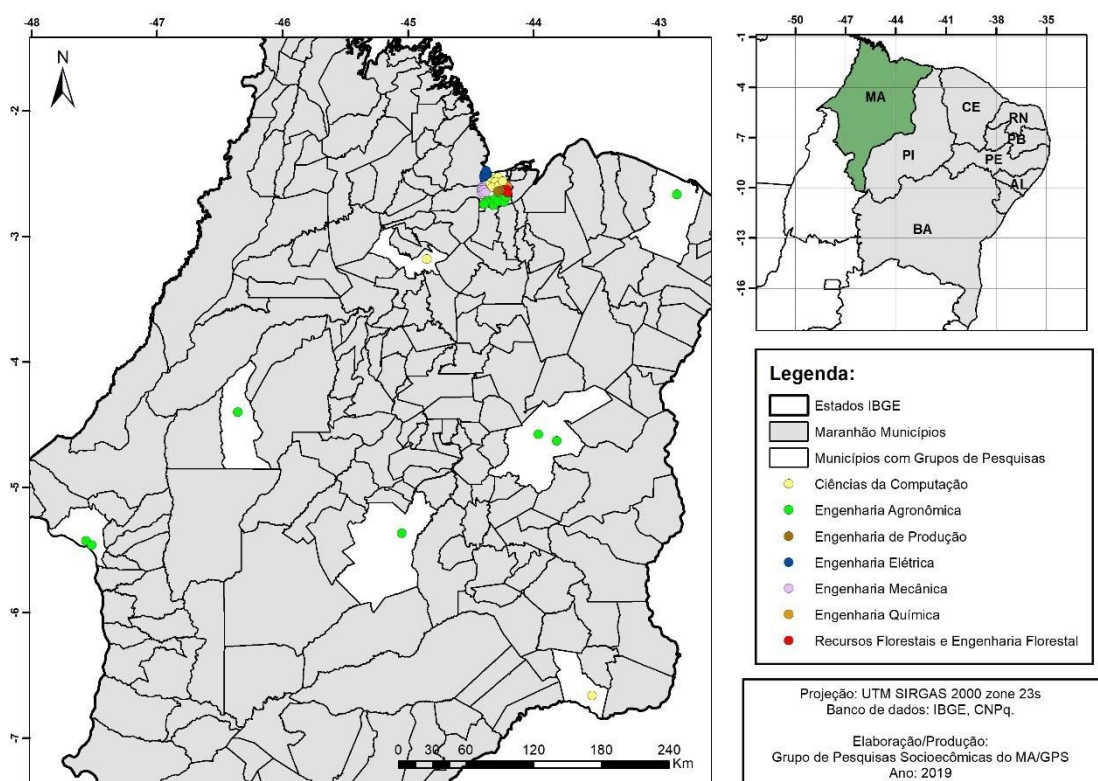 -48 -47 -46 -45 -44 -43
N
-2
-3
-4
-5
-6
-7
0 30 60 120 180 240
Km
-50 -47 -44 -41 -38 -35
-1
-4
-7
-10
-13
-16
MA
CE
RN
PB
PI
PE
AL
BA
Legenda:
Estados IBGE
Maranhão Municípios
Municípios com Grupos de Pesquisas
Ciências da Computação
Engenharia Agronômica
Engenharia de Produção
Engenharia Elétrica
Engenharia Mecânica
Engenharia Química
Recursos Florestais e Engenharia Florestal
Projeção: UTM SIRGAS 2000 zone 23s
Banco de dados: IBGE, CNPq.
Elaboração/Produção:
Grupo de Pesquisas Socioecômicas do MA/GPS
Ano: 2019